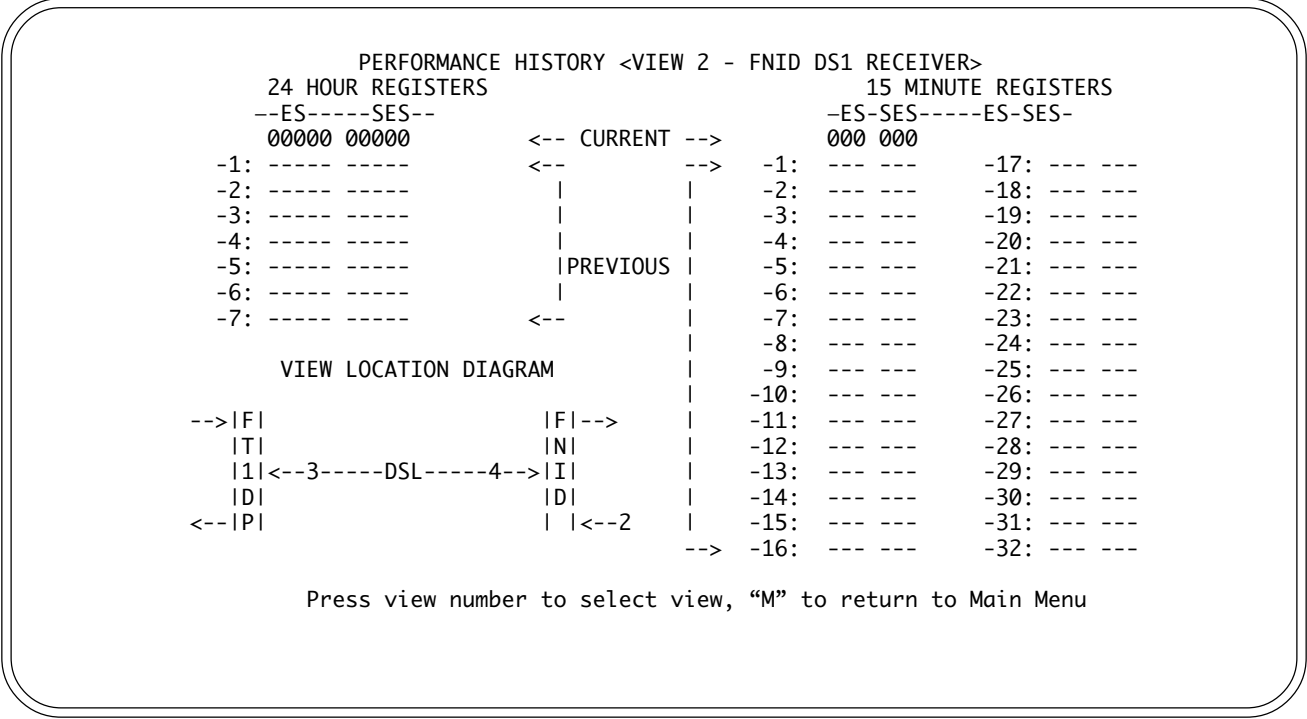 PERFORMANCE HISTORY <VIEW 2 - FNID DS1 RECEIVER>
24 HOUR REGISTERS                             15 MINUTE REGISTERS
--ES-----SES--                              -ES-SES-----ES-SES-
00000 00000         <-- CURRENT -->        000 000
-1: ----- -----         <--         -->   -1:  --- ---     -17: --- ---
-2: ----- -----           |         |     -2:  --- ---     -18: --- ---
-3: ----- -----           |         |     -3:  --- ---     -19: --- ---
-4: ----- -----           |         |     -4:  --- ---     -20: --- ---
-5: ----- -----           |PREVIOUS |     -5:  --- ---     -21: --- ---
-6: ----- -----           |         |     -6:  --- ---     -22: --- ---
-7: ----- -----         <--         |     -7:  --- ---     -23: --- ---
|     -8:  --- ---     -24: --- ---
VIEW LOCATION DIAGRAM           |     -9:  --- ---     -25: --- ---
|    -10:  --- ---     -26: --- ---
-->|F|                     |F|-->     |    -11:  --- ---     -27: --- ---
|T|                     |N|        |    -12:  --- ---     -28: --- ---
|1|<--3-----DSL-----4-->|I|        |    -13:  --- ---     -29: --- ---
|D|                     |D|        |    -14:  --- ---     -30: --- ---
<--|P|                     | |<--2    |    -15:  --- ---     -31: --- ---
-->  -16:  --- ---     -32: --- ---
Press view number to select view, “M” to return to Main Menu